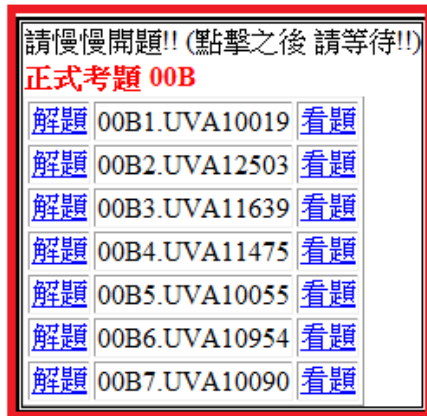 請慢慢開題!! (點擊之後 請等待!!)
正式考題 00B
解題 00B1.UVA10019 看題
解題 00B2.UVA12503 看題
解題 00B3.UVA11639 看題
解題 00B4.UVA11475 看題
解題 00B5.UVA10055 看題
解題 00B6.UVA10954 看題
解題 00B7.UVA10090 看題